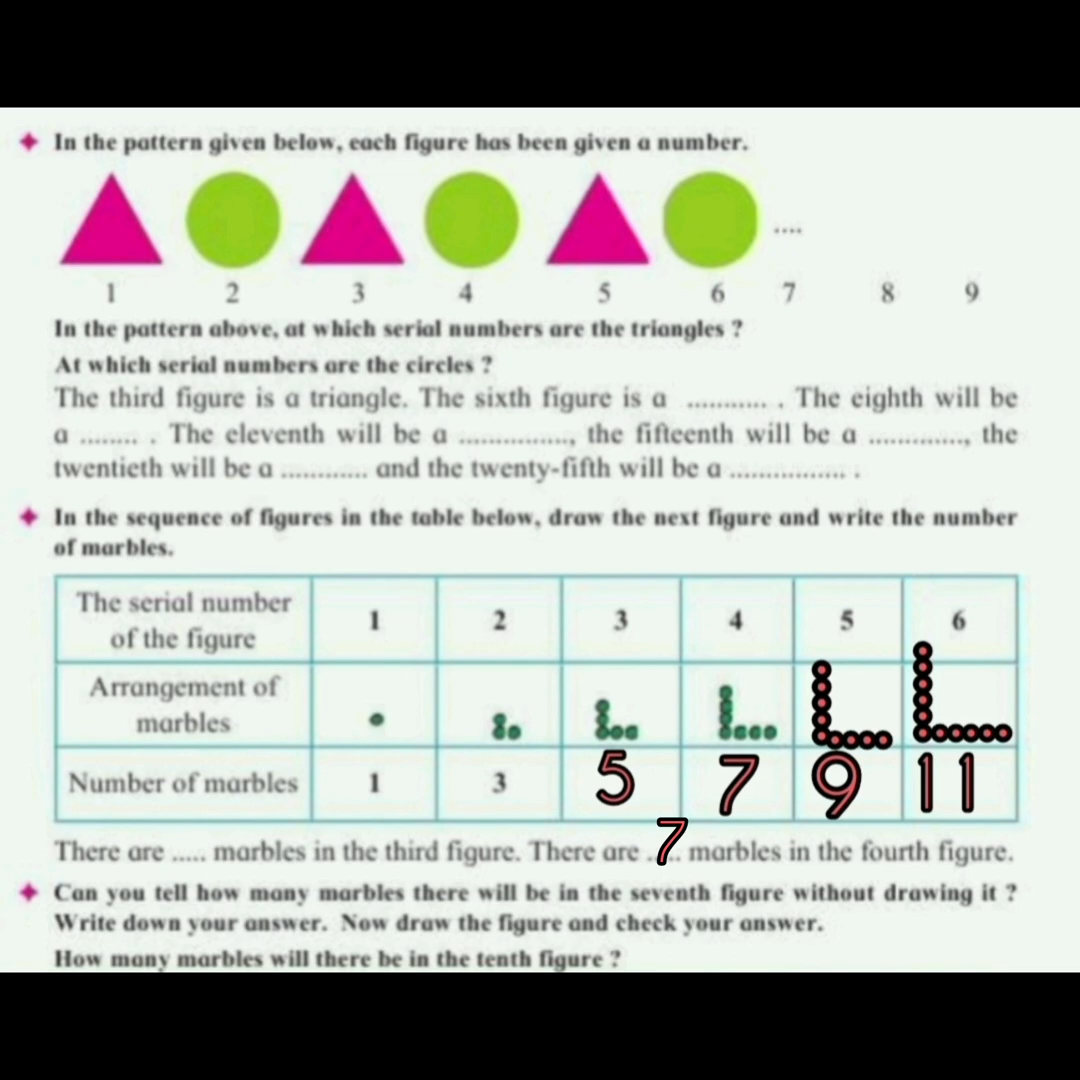 In the pattern given below, each figure has been given a number.
....
1 2 3 4 5 6 7 8 9
In the pattern above, at which serial numbers are the triangles ?
At which serial numbers are the circles ?
The third figure is a triangle. The sixth figure is a ........... . The eighth will be
a ........ . The eleventh will be a ..............., the fifteenth will be a ............., the
twentieth will be a ............ and the twenty-fifth will be a ................ .
In the sequence of figures in the table below, draw the next figure and write the number
of marbles.
The serial number
of the figure
1 2 3 4 5 6
Arrangement of
marbles
Number of marbles 1 3 5 7 9 11
There are ..... marbles in the third figure. There are 7 marbles in the fourth figure.
Can you tell how many marbles there will be in the seventh figure without drawing it ?
Write down your answer. Now draw the figure and check your answer.
How many marbles will there be in the tenth figure ?